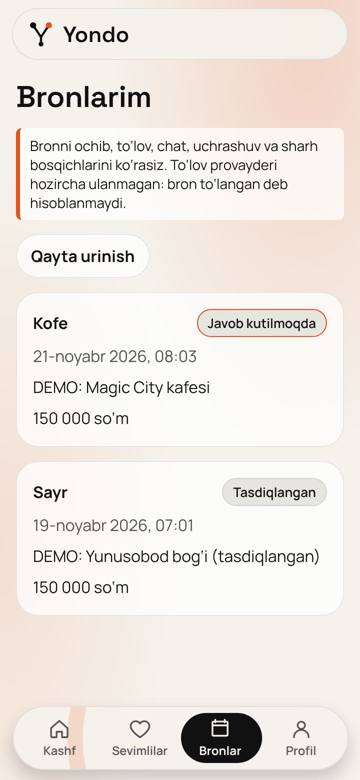 Yondo
Bronlarim
Bronni ochib, to‘lov, chat, uchrashuv va sharh
bosqichlarini ko‘rasiz. To‘lov provayderi
hozircha ulanmagan: bron to‘langan deb
hisoblanmaydi.
Qayta urinish
Kofe
Javob kutilmoqda
21-noyabr 2026, 08:03
DEMO: Magic City kafesi
150 000 so‘m
Sayr
Tasdiqlangan
19-noyabr 2026, 07:01
DEMO: Yunusobod bog‘i (tasdiqlangan)
150 000 so‘m
Kashf
Sevimlilar
Bronlar
Profil